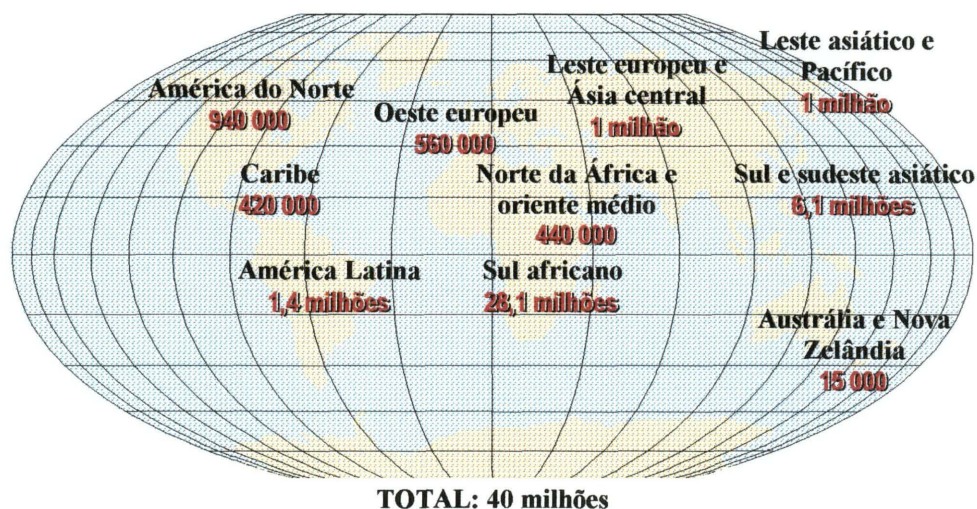 América do Norte
940 000
Oeste europeu
560 000
Leste europeu e
Ásia central
1 milhão
Leste asiático e
Pacífico
1 milhão
Caribe
420 000
Norte da África e
oriente médio
440 000
Sul e sudeste asiático
6,1 milhões
América Latina
1,4 milhões
Sul africano
28,1 milhões
Austrália e Nova
Zelândia
15 000
TOTAL: 40 milhões